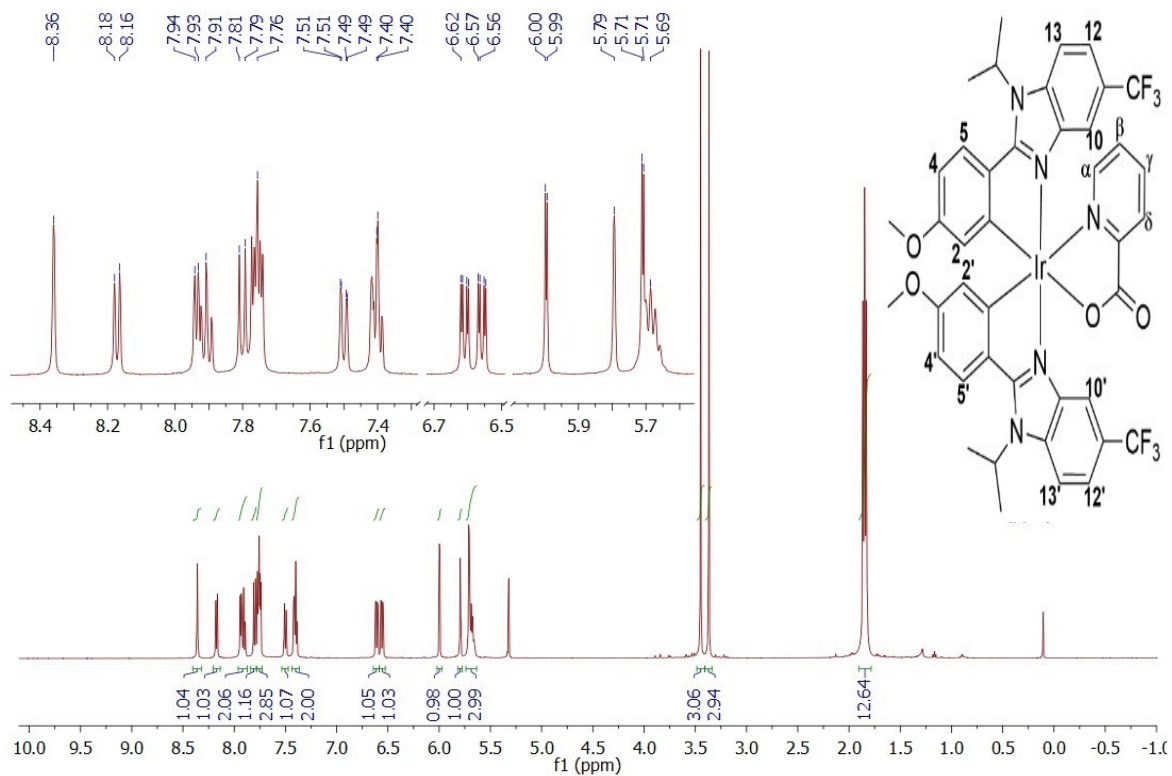 8.36 8.18 8.16 7.94 7.93 7.91 7.81 7.79 7.76 7.51 7.51 7.49 7.49 7.40 7.40 6.62 6.57 6.56 6.00 5.99 5.79 5.71 5.71 5.69
8.4 8.2 8.0 7.8 7.6 7.4 6.7 6.5 5.9 5.7
f1 (ppm)
13 12
N
CF3
5 10 β
4 N α γ
N δ
O 2 Ir
O 2' O O
4' N
5' 10'
N CF3
13' 12'
1.04 1.03 2.06 1.16 2.85 1.07 2.00 1.05 1.03 0.98 1.00 2.99 3.06 2.94 12.64
10.0 9.5 9.0 8.5 8.0 7.5 7.0 6.5 6.0 5.5 5.0 4.5 4.0 3.5 3.0 2.5 2.0 1.5 1.0 0.5 0.0 -0.5 -1.0
f1 (ppm)